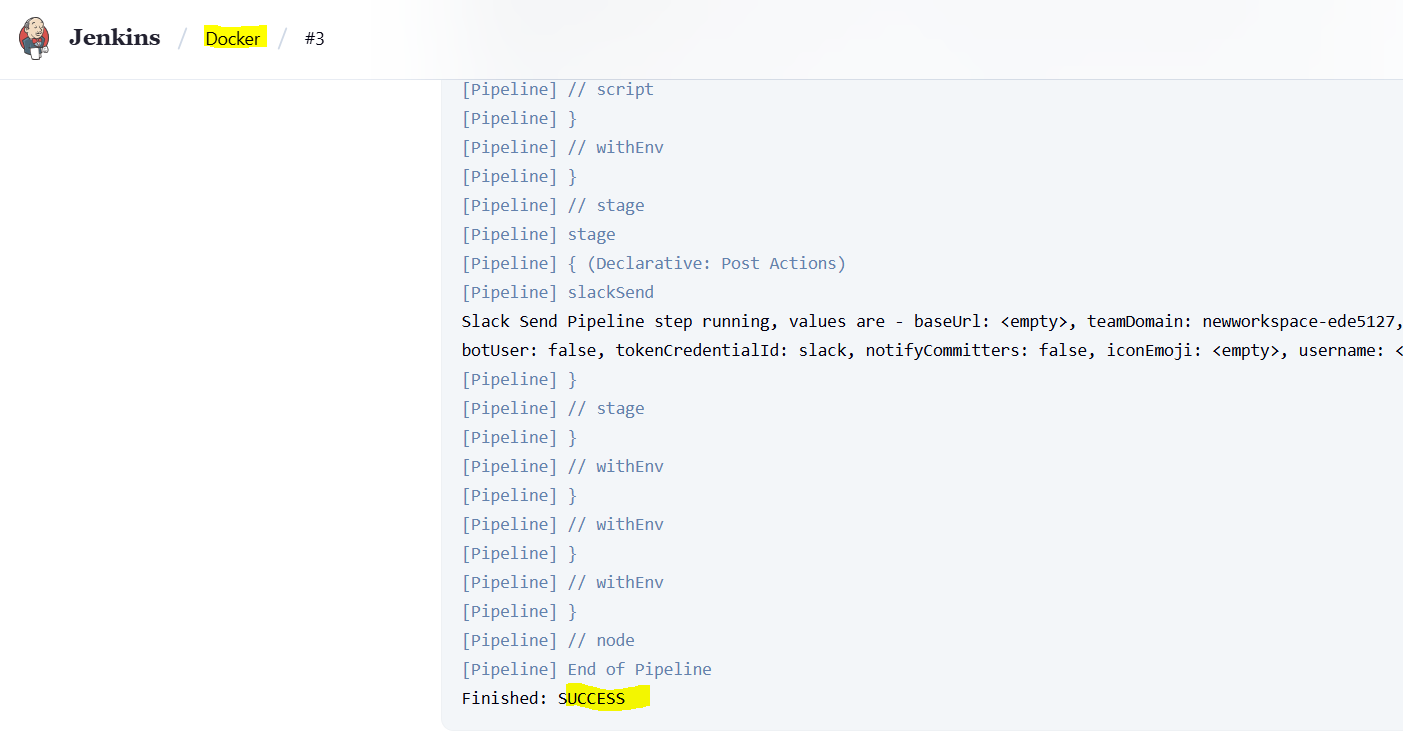 Jenkins / Docker / #3
[Pipeline] // script
[Pipeline] }
[Pipeline] // withEnv
[Pipeline] }
[Pipeline] // stage
[Pipeline] stage
[Pipeline] { (Declarative: Post Actions)
[Pipeline] slackSend
Slack Send Pipeline step running, values are - baseUrl: <empty>, teamDomain: newworkspace-ede5127,
botUser: false, tokenCredentialId: slack, notifyCommitters: false, iconEmoji: <empty>, username: <
[Pipeline] }
[Pipeline] // stage
[Pipeline] }
[Pipeline] // withEnv
[Pipeline] }
[Pipeline] // withEnv
[Pipeline] }
[Pipeline] // withEnv
[Pipeline] }
[Pipeline] // node
[Pipeline] End of Pipeline
Finished: SUCCESS